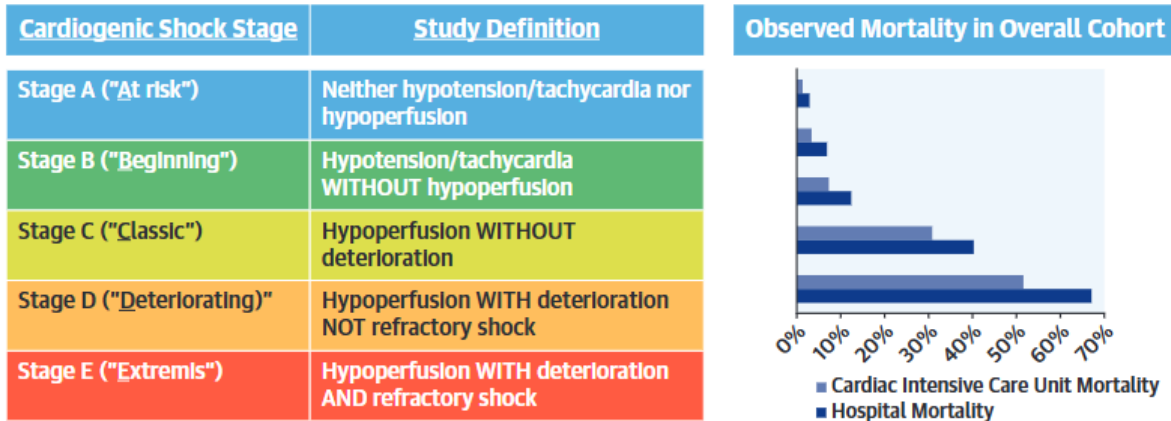 Cardiogenic Shock Stage
Study Definition
Observed Mortality in Overall Cohort
Stage A ("At risk")
Neither hypotension/tachycardia nor
hypoperfusion
Stage B ("Beginning")
Hypotension/tachycardia
WITHOUT hypoperfusion
Stage C ("Classic")
Hypoperfusion WITHOUT
deterioration
Stage D ("Deteriorating)"
Hypoperfusion WITH deterioration
NOT refractory shock
Stage E ("Extremis")
Hypoperfusion WITH deterioration
AND refractory shock
0%
10%
20%
30%
40%
50%
60%
70%
Cardiac Intensive Care Unit Mortality
Hospital Mortality